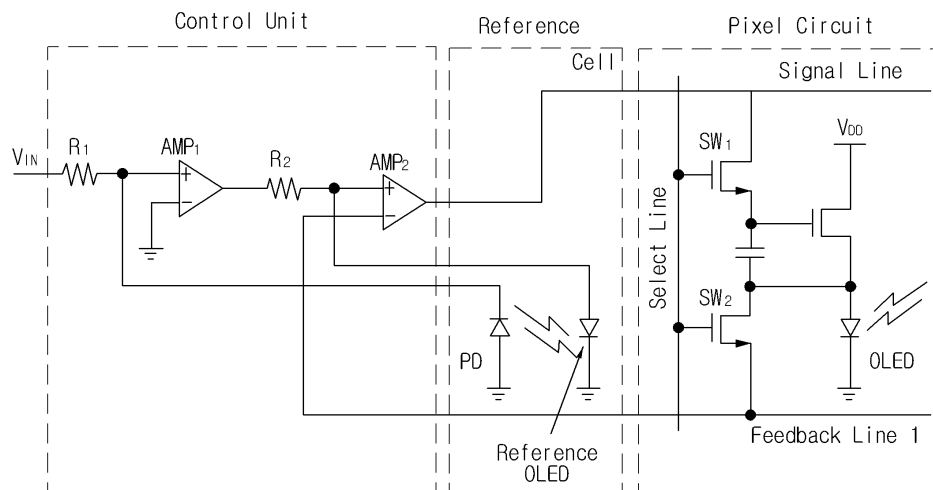 Control Unit
Reference
Cell
Pixel Circuit
Signal Line
VIN
R1
AMP1
R2
AMP2
SW1
VDD
Select Line
SW2
PD
OLED
Reference
OLED
Feedback Line 1